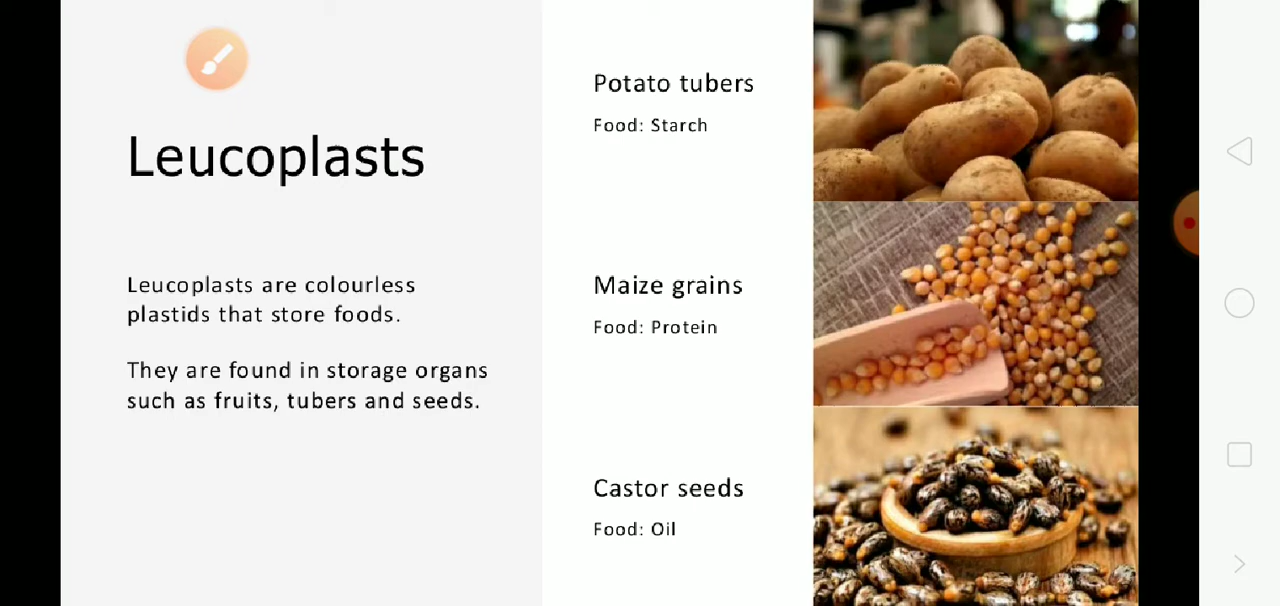 Leucoplasts
Leucoplasts are colourless
plastids that store foods.
They are found in storage organs
such as fruits, tubers and seeds.
Potato tubers
Food: Starch
Maize grains
Food: Protein
Castor seeds
Food: Oil